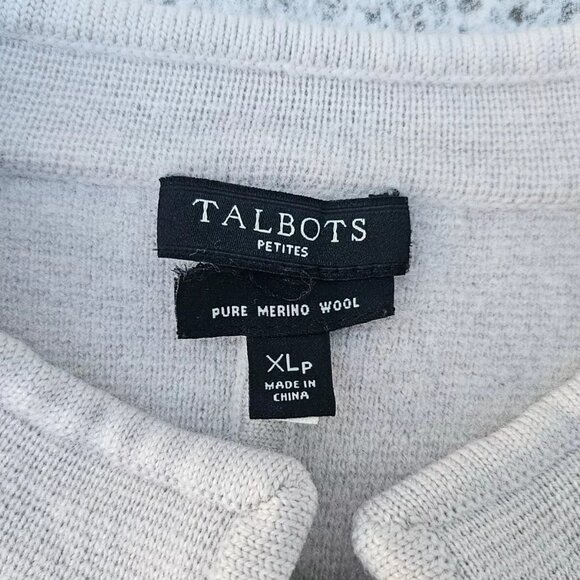 TALBOTS
PETITES
PURE MERINO WOOL
XLP
MADE IN
CHINA